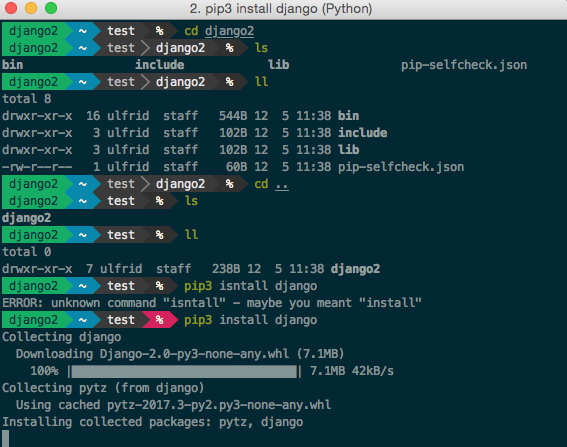 2. pip3 install django (Python)
django2 ~ test % cd django2
django2 ~ test django2 % ls
bin include lib pip-selfcheck.json
django2 ~ test django2 % ll
total 8
drwxr-xr-x 16 ulfrid staff 544B 12 5 11:38 bin
drwxr-xr-x 3 ulfrid staff 102B 12 5 11:38 include
drwxr-xr-x 3 ulfrid staff 102B 12 5 11:38 lib
-rw-r--r-- 1 ulfrid staff 60B 12 5 11:38 pip-selfcheck.json
django2 ~ test django2 % cd ..
django2 ~ test % ls
django2
django2 ~ test % ll
total 0
drwxr-xr-x 7 ulfrid staff 238B 12 5 11:38 django2
django2 ~ test % pip3 isntall django
ERROR: unknown command "isntall" - maybe you meant "install"
django2 ~ test % pip3 install django
Collecting django
Downloading Django-2.0-py3-none-any.whl (7.1MB)
100% || 7.1MB 42kB/s
Collecting pytz (from django)
Using cached pytz-2017.3-py2.py3-none-any.whl
Installing collected packages: pytz, django